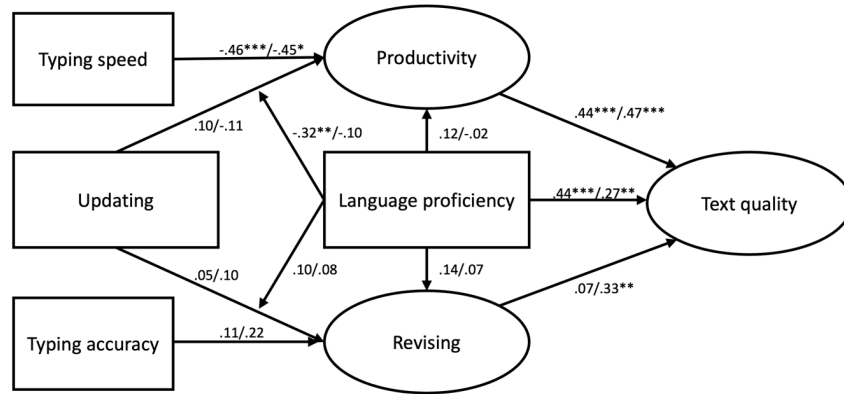 Typing speed
-.46***/-.45*
Productivity
.10/-.11
-.32**/-.10
.12/-.02
.44***/.47***
Updating
Language proficiency
.44***/.27**
Text quality
.05/.10
.10/.08
.14/.07
.07/.33**
Typing accuracy
.11/.22
Revising